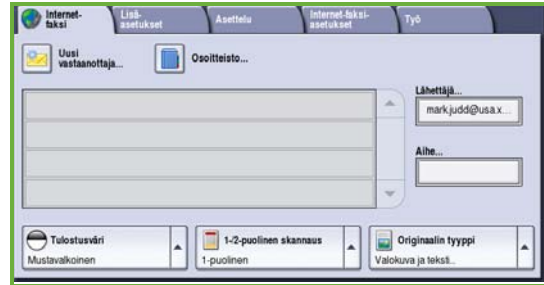 Internet-
faksi
Lisä-
asetukset
Asettelu
Internet-faksi-
asetukset
Työ
Uusi
vastaanottaja...
Osoitteisto...
Lähettäjä...
mark.judd@usa.x...
Aihe...
Tulostusväri
Mustavalkoinen
1-/2-puolinen skannaus
1-puolinen
Originaalin tyyppi
Valokuva ja teksti..